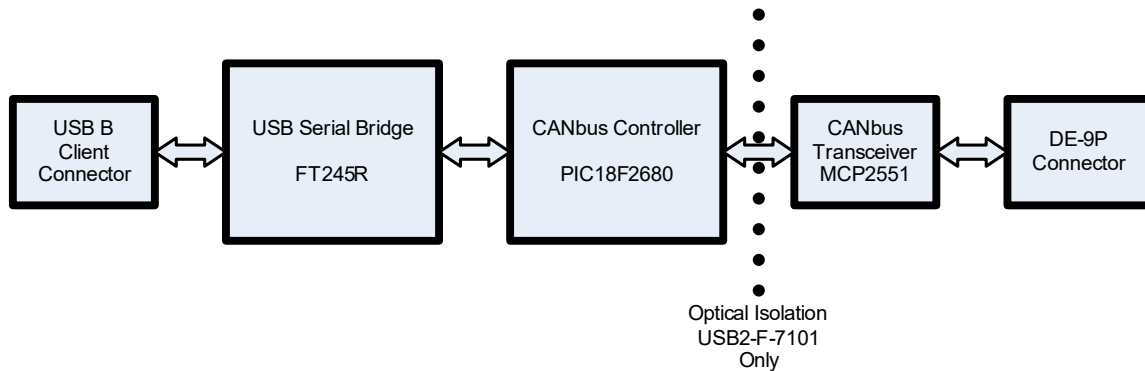 USB B
Client
Connector
USB Serial Bridge
FT245R
CANbus Controller
PIC18F2680
CANbus
Transceiver
MCP2551
DE-9P
Connector
Optical Isolation
USB2-F-7101
Only